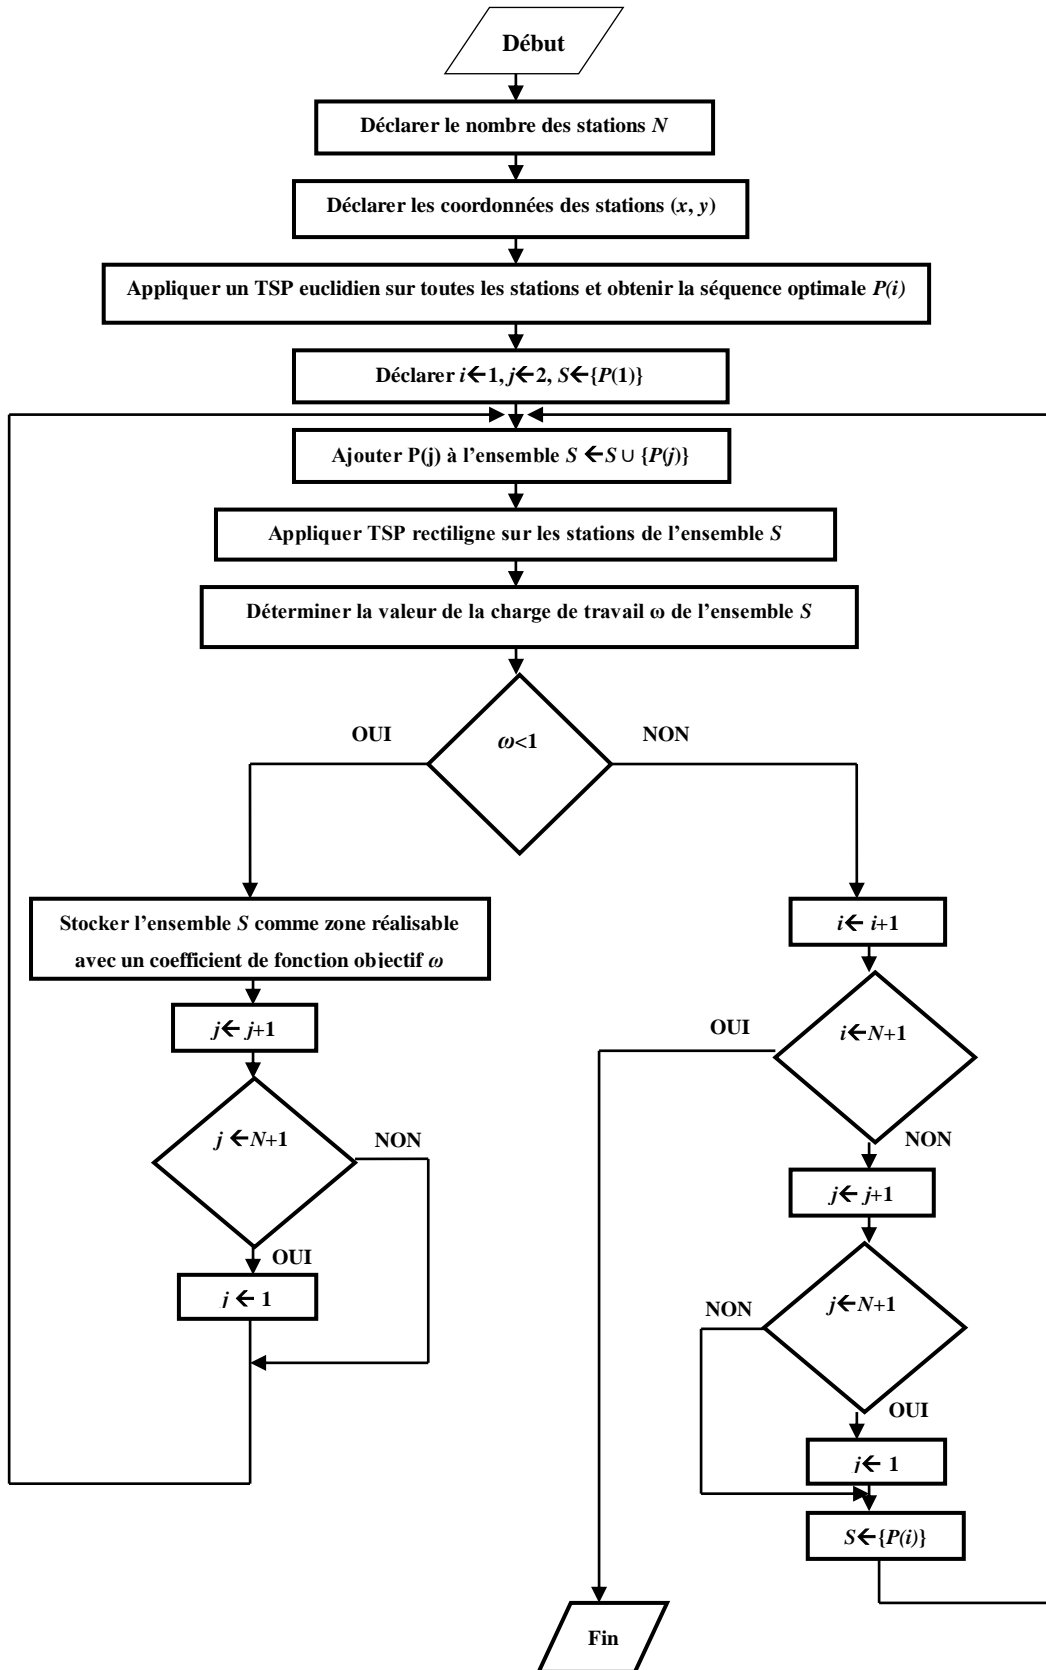 Début
Déclarer le nombre des stations N
Déclarer les coordonnées des stations (x, y)
Appliquer un TSP euclidien sur toutes les stations et obtenir la séquence optimale P(i)
Déclarer i←1, j←2, S←{P(1)}
Ajouter P(j) à l'ensemble S ←S ∪ {P(j)}
Appliquer TSP rectiligne sur les stations de l'ensemble S
Déterminer la valeur de la charge de travail ω de l'ensemble S
OUI
ω<1
NON
Stocker l'ensemble S comme zone réalisable
avec un coefficient de fonction objectif ω
j← j+1
j ←N+1
NON
OUI
j ← 1
i← i+1
OUI
i←N+1
NON
j← j+1
NON
j←N+1
OUI
j← 1
S←{P(i)}
Fin